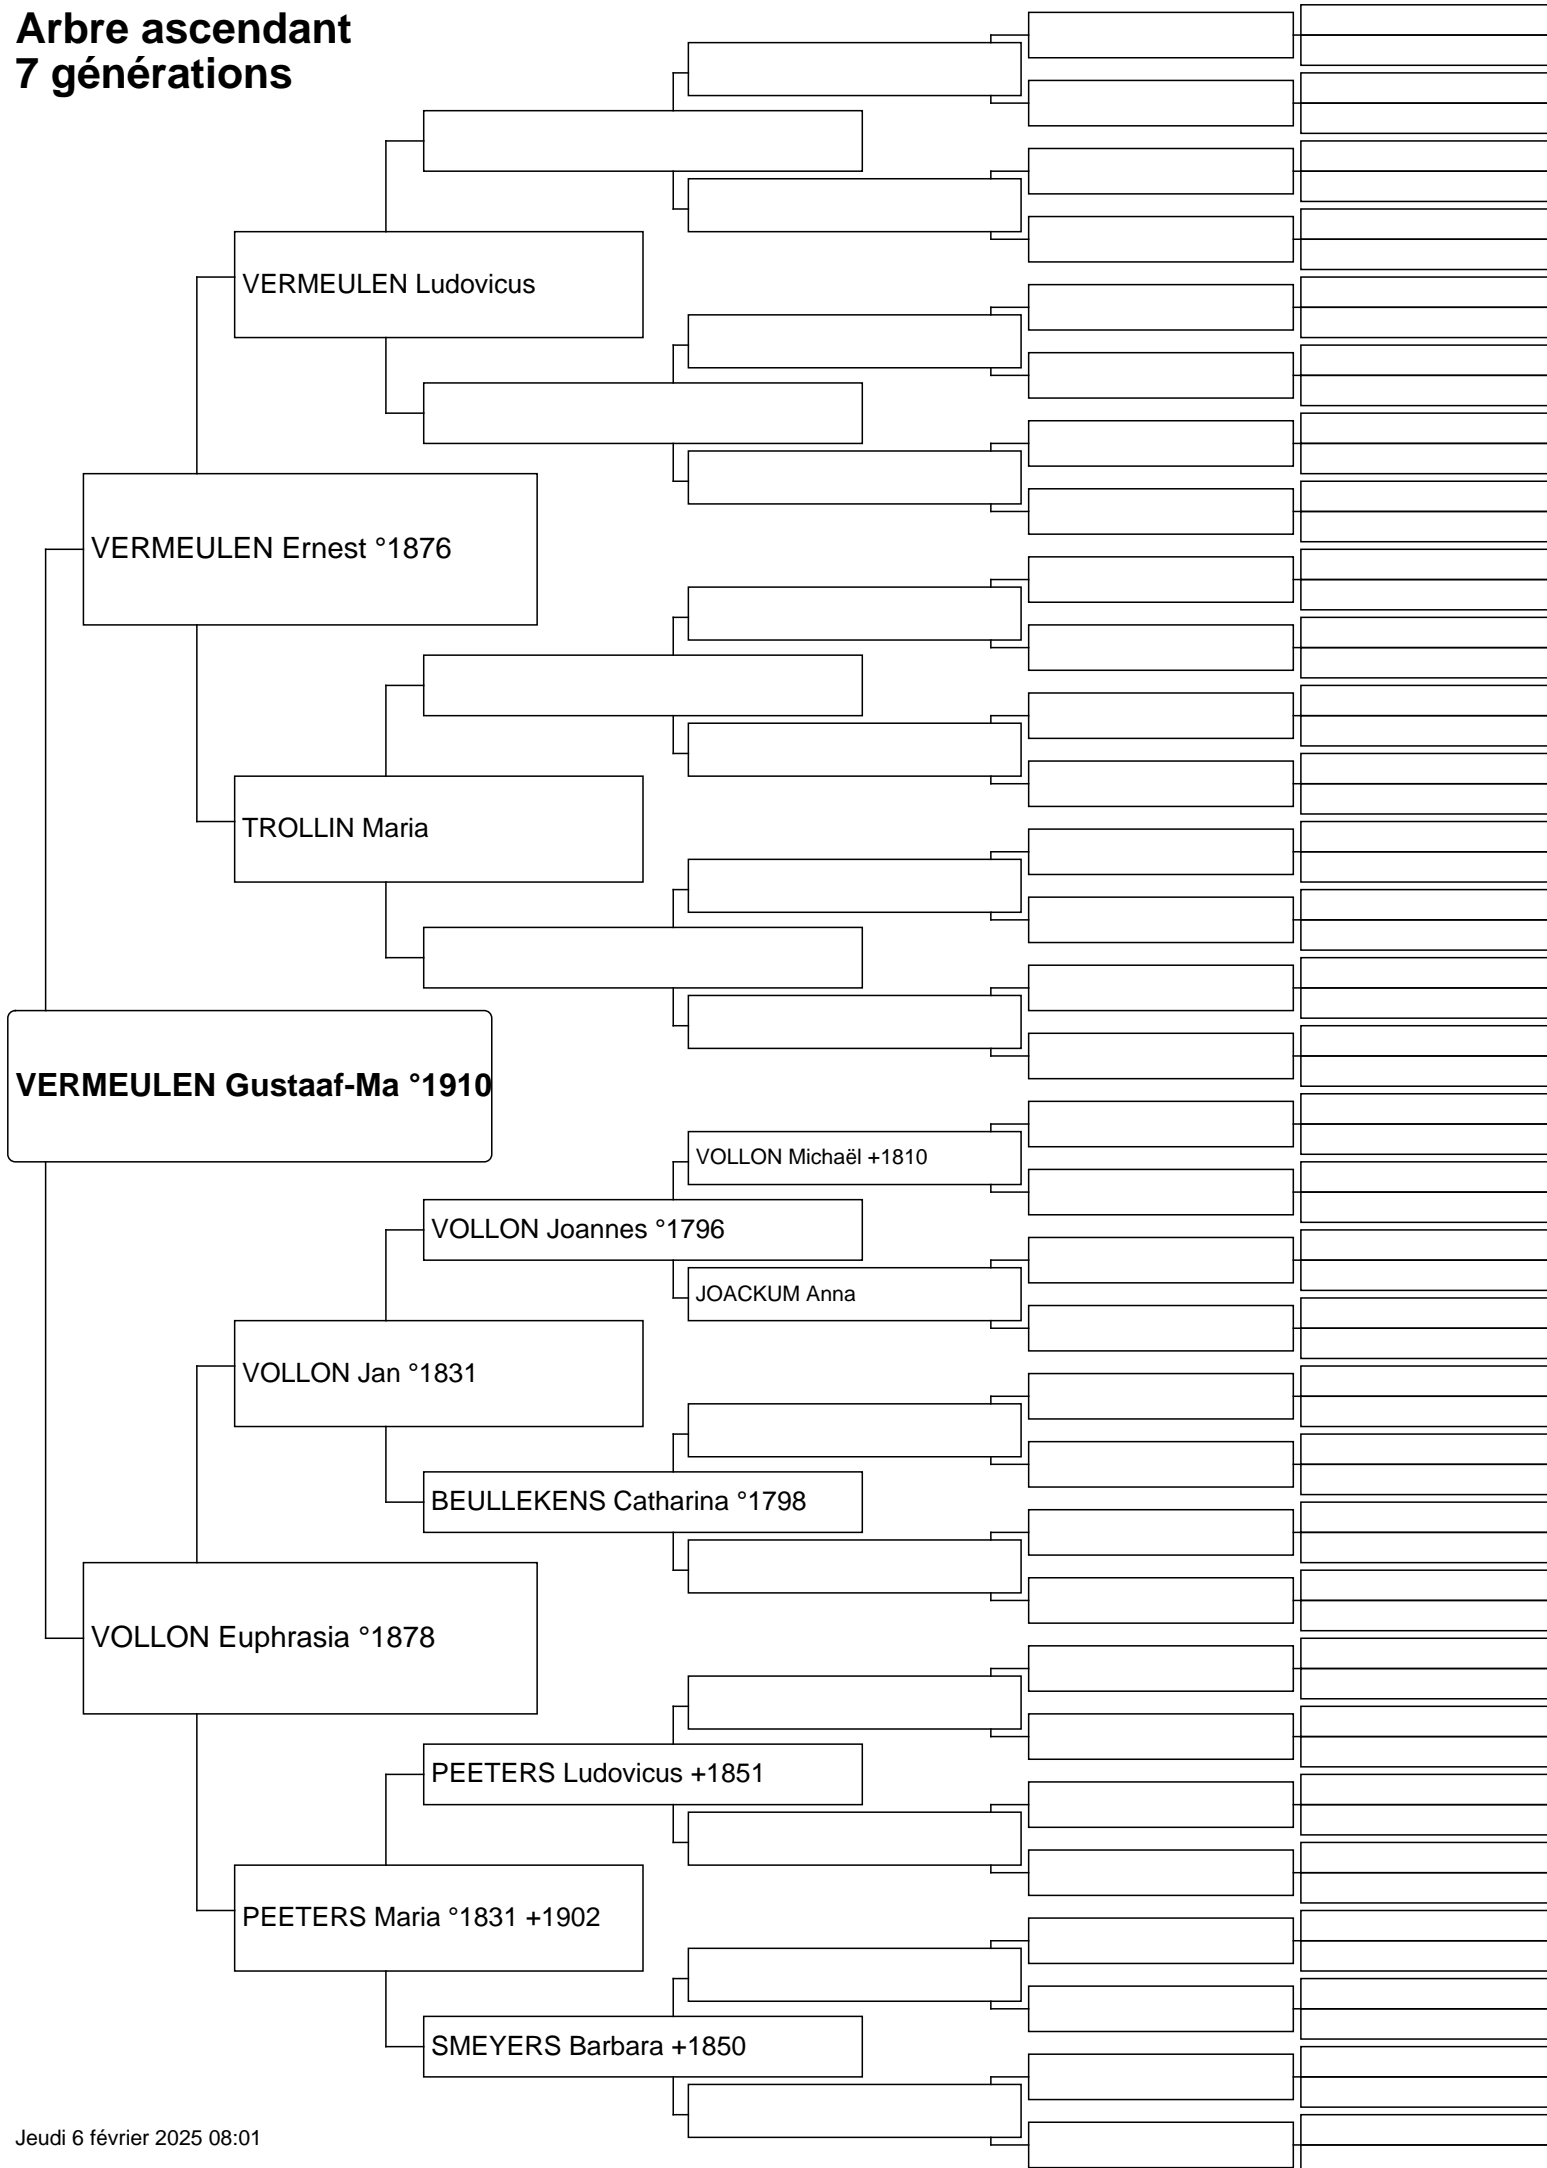 Arbre ascendant
7 générations
VERMEULEN Ludovicus
VERMEULEN Ernest °1876
TROLLIN Maria
VERMEULEN Gustaaf-Ma °1910
VOLLON Michaël +1810
VOLLON Joannes °1796
JOACKUM Anna
VOLLON Jan °1831
BEULLEKENS Catharina °1798
VOLLON Euphrasia °1878
PEETERS Ludovicus +1851
PEETERS Maria °1831 +1902
SMEYERS Barbara +1850
Jeudi 6 février 2025 08:01